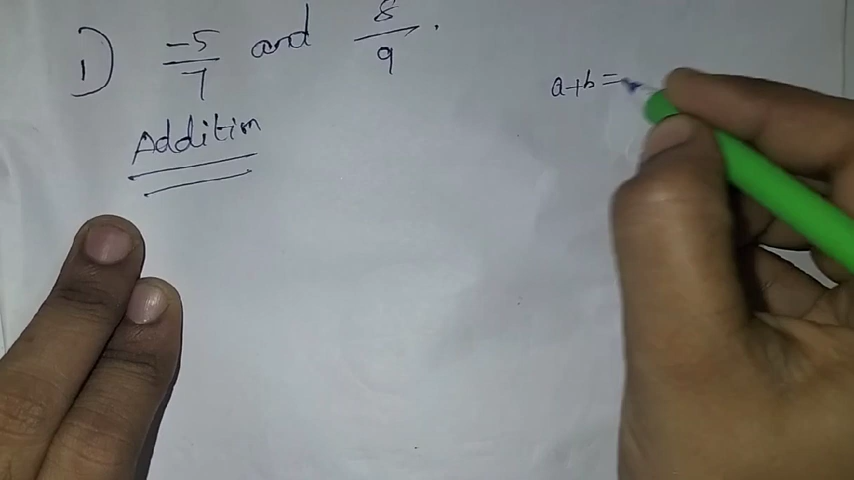 1) -5/7 and 8/9.
Addition
a+b=